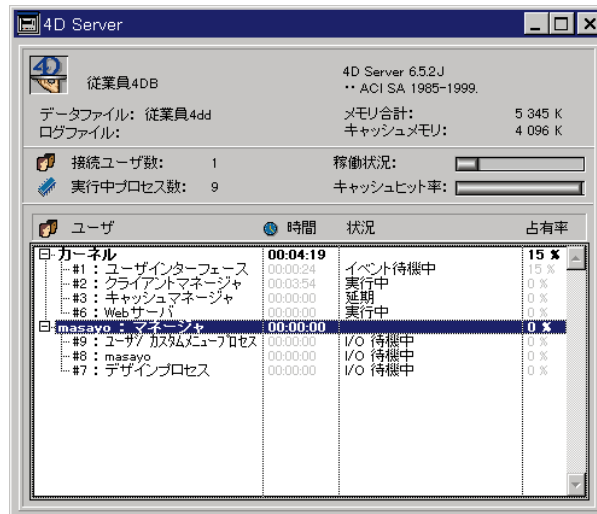 4D Server
従業員4DB
4D Server 6.5.2J
·· ACI SA 1985-1999.
データファイル: 従業員4dd
メモリ合計: 5 345 K
ログファイル:
キャッシュメモリ: 4 096 K
接続ユーザ数: 1
稼働状況:
実行中プロセス数: 9
キャッシュヒット率:
ユーザ 時間 状況 占有率
カーネル 00:04:19 15 %
#1 : ユーザインターフェース 00:00:24 イベント待機中 15 %
#2 : クライアントマネージャ 00:03:54 実行中 0 %
#3 : キャッシュマネージャ 00:00:00 延期 0 %
#6 : Webサーバ 00:00:00 実行中 0 %
masayo : マネージャ 00:00:00 0 %
#9 : ユーザ/カスタムメニュープロセス 00:00:00 I/O 待機中 0 %
#8 : masayo 00:00:00 I/O 待機中 0 %
#7 : デザインプロセス 00:00:00 I/O 待機中 0 %